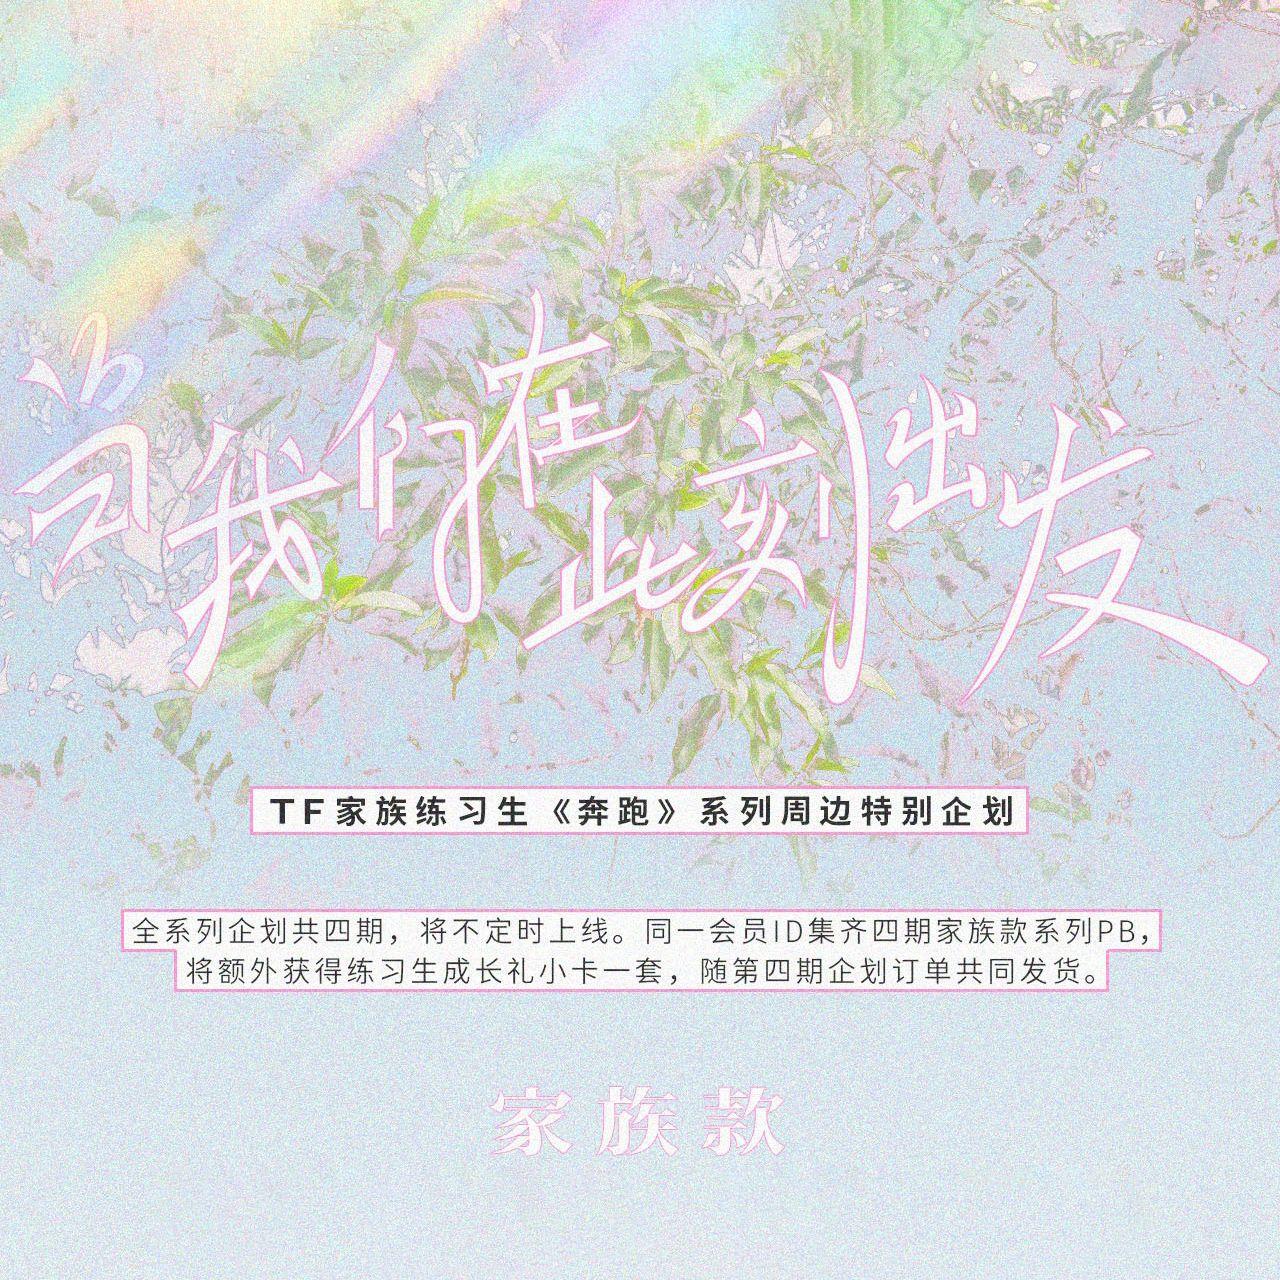 当我们在此刻出发
TF家族练习生《奔跑》系列周边特别企划
全系列企划共四期，将不定时上线。同一会员ID集齐四期家族款系列PB，
将额外获得练习生成长礼小卡一套，随第四期企划订单共同发货。
家族款